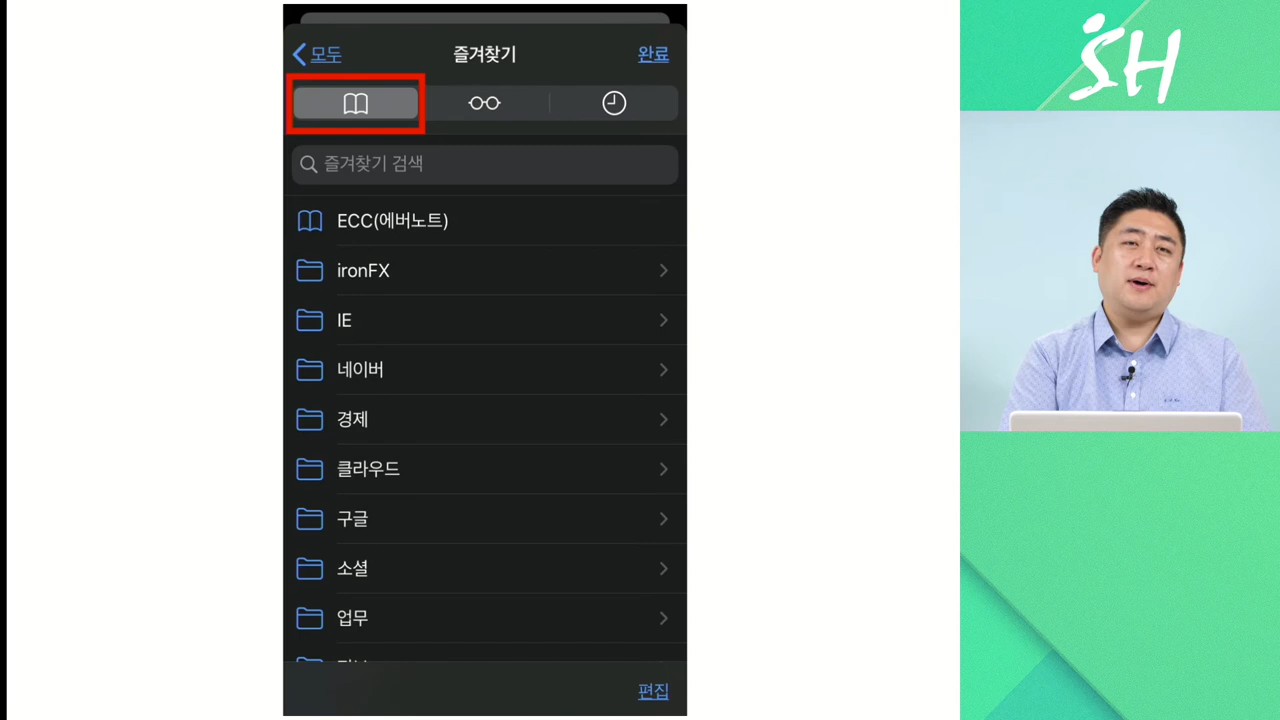 모두
즐겨찾기
완료
즐겨찾기 검색
ECC(에버노트)
ironFX
IE
네이버
경제
클라우드
구글
소셜
업무
편집
SH